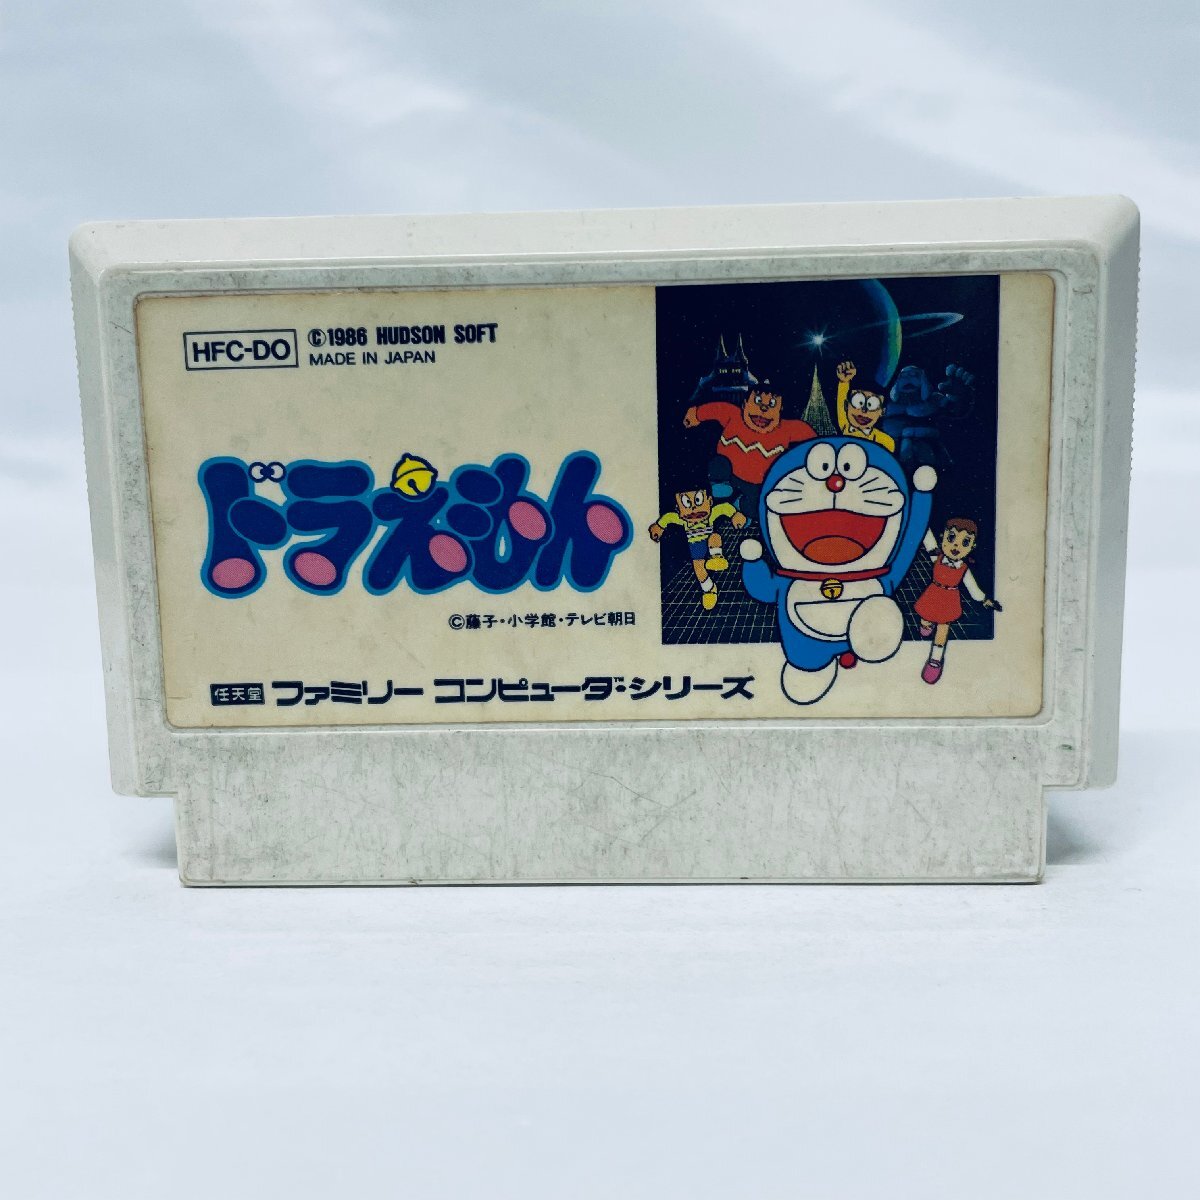 HFC-DO
©1986 HUDSON SOFT
MADE IN JAPAN
ドラえもん
©藤子・小学館・テレビ朝日
任天堂 ファミリー コンピュータ™・シリーズ